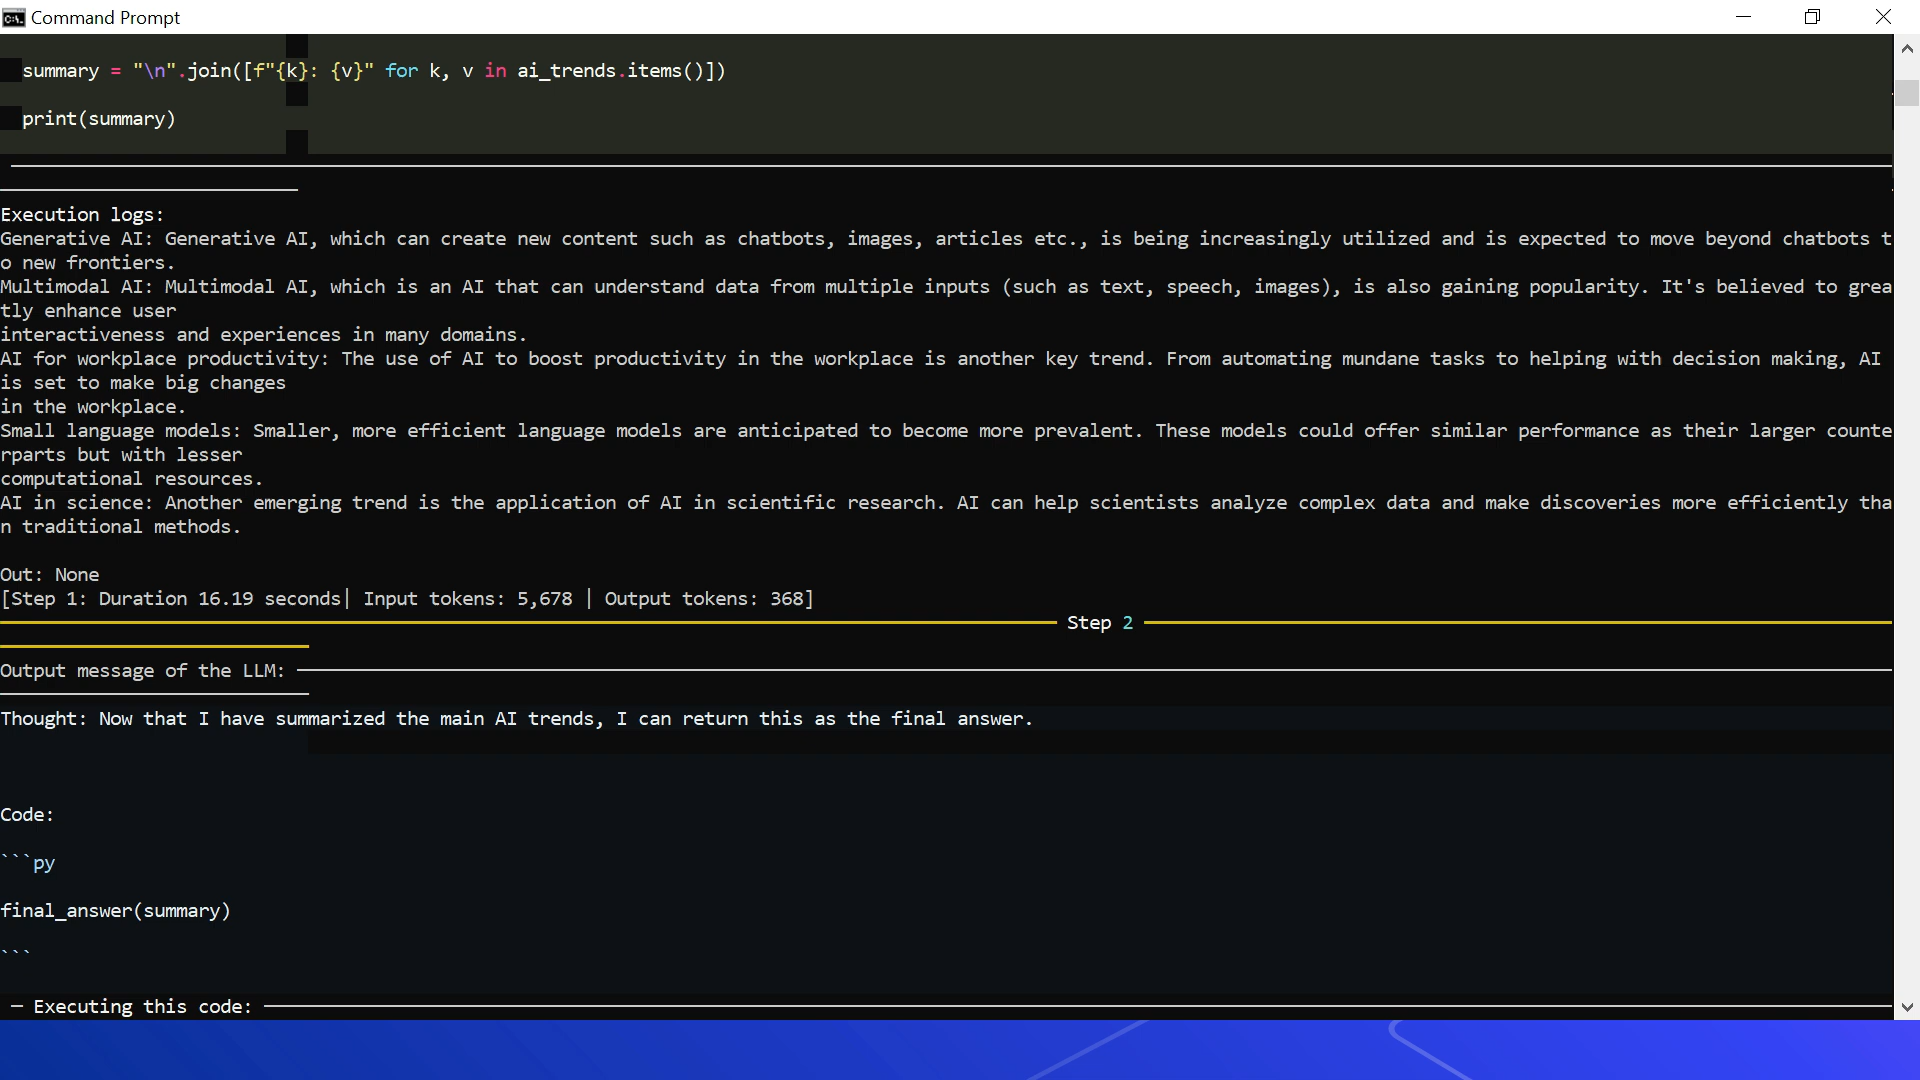 Command Prompt
summary = "\n".join([f"{k}: {v}" for k, v in ai_trends.items()])
print(summary)
Execution logs:
Generative AI: Generative AI, which can create new content such as chatbots, images, articles etc., is being increasingly utilized and is expected to move beyond chatbots t
o new frontiers.
Multimodal AI: Multimodal AI, which is an AI that can understand data from multiple inputs (such as text, speech, images), is also gaining popularity. It's believed to grea
tly enhance user
interactiveness and experiences in many domains.
AI for workplace productivity: The use of AI to boost productivity in the workplace is another key trend. From automating mundane tasks to helping with decision making, AI
is set to make big changes
in the workplace.
Small language models: Smaller, more efficient language models are anticipated to become more prevalent. These models could offer similar performance as their larger counte
rparts but with lesser
computational resources.
AI in science: Another emerging trend is the application of AI in scientific research. AI can help scientists analyze complex data and make discoveries more efficiently tha
n traditional methods.
Out: None
[Step 1: Duration 16.19 seconds| Input tokens: 5,678 | Output tokens: 368]
Step 2
Output message of the LLM:
Thought: Now that I have summarized the main AI trends, I can return this as the final answer.
Code:
```py
final_answer(summary)
```
─ Executing this code: